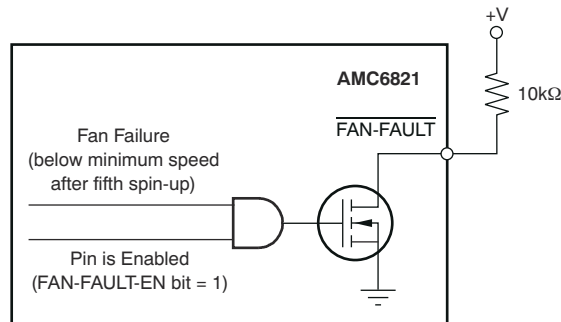 +V
AMC6821
10kΩ
FAN-FAULT
Fan Failure
(below minimum speed
after fifth spin-up)
Pin is Enabled
(FAN-FAULT-EN bit = 1)